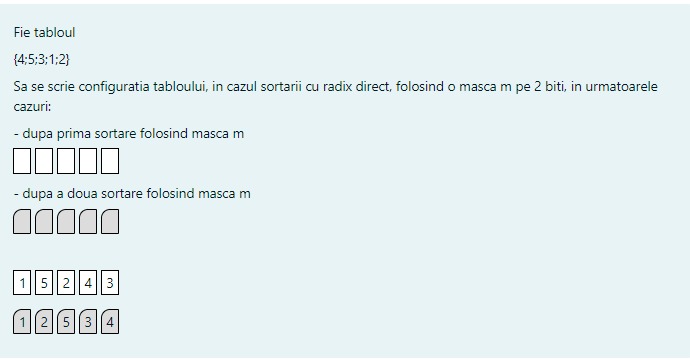 Fie tabloul
{4;5;3;1;2}
Sa se scrie configuratia tabloului, in cazul sortarii cu radix direct, folosind o masca m pe 2 biti, in urmatoarele
cazuri:
- dupa prima sortare folosind masca m
- dupa a doua sortare folosind masca m
1 5 2 4 3
1 2 5 3 4